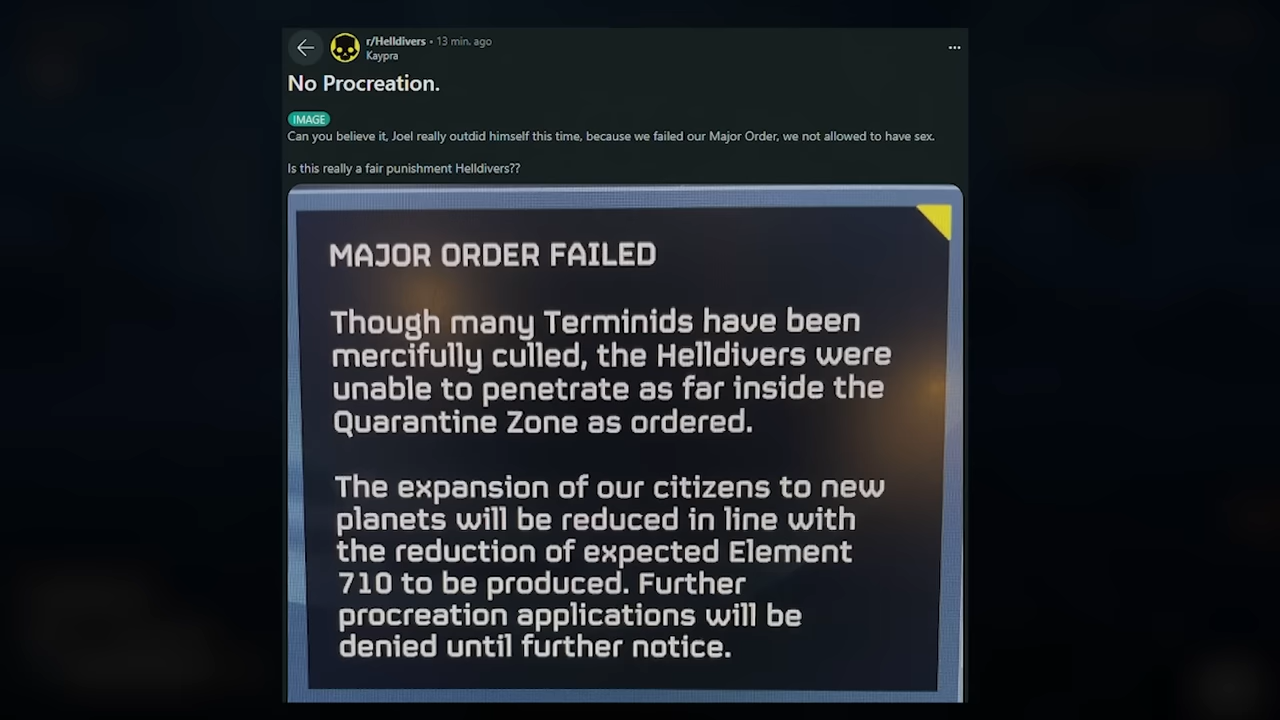 r/Helldivers • 13 min. ago
Kaypra
No Procreation.
IMAGE
Can you believe it, Joel really outdid himself this time, because we failed our Major Order, we not allowed to have sex.
Is this really a fair punishment Helldivers??
MAJOR ORDER FAILED
Though many Terminids have been
mercifully culled, the Helldivers were
unable to penetrate as far inside the
Quarantine Zone as ordered.
The expansion of our citizens to new
planets will be reduced in line with
the reduction of expected Element
710 to be produced. Further
procreation applications will be
denied until further notice.